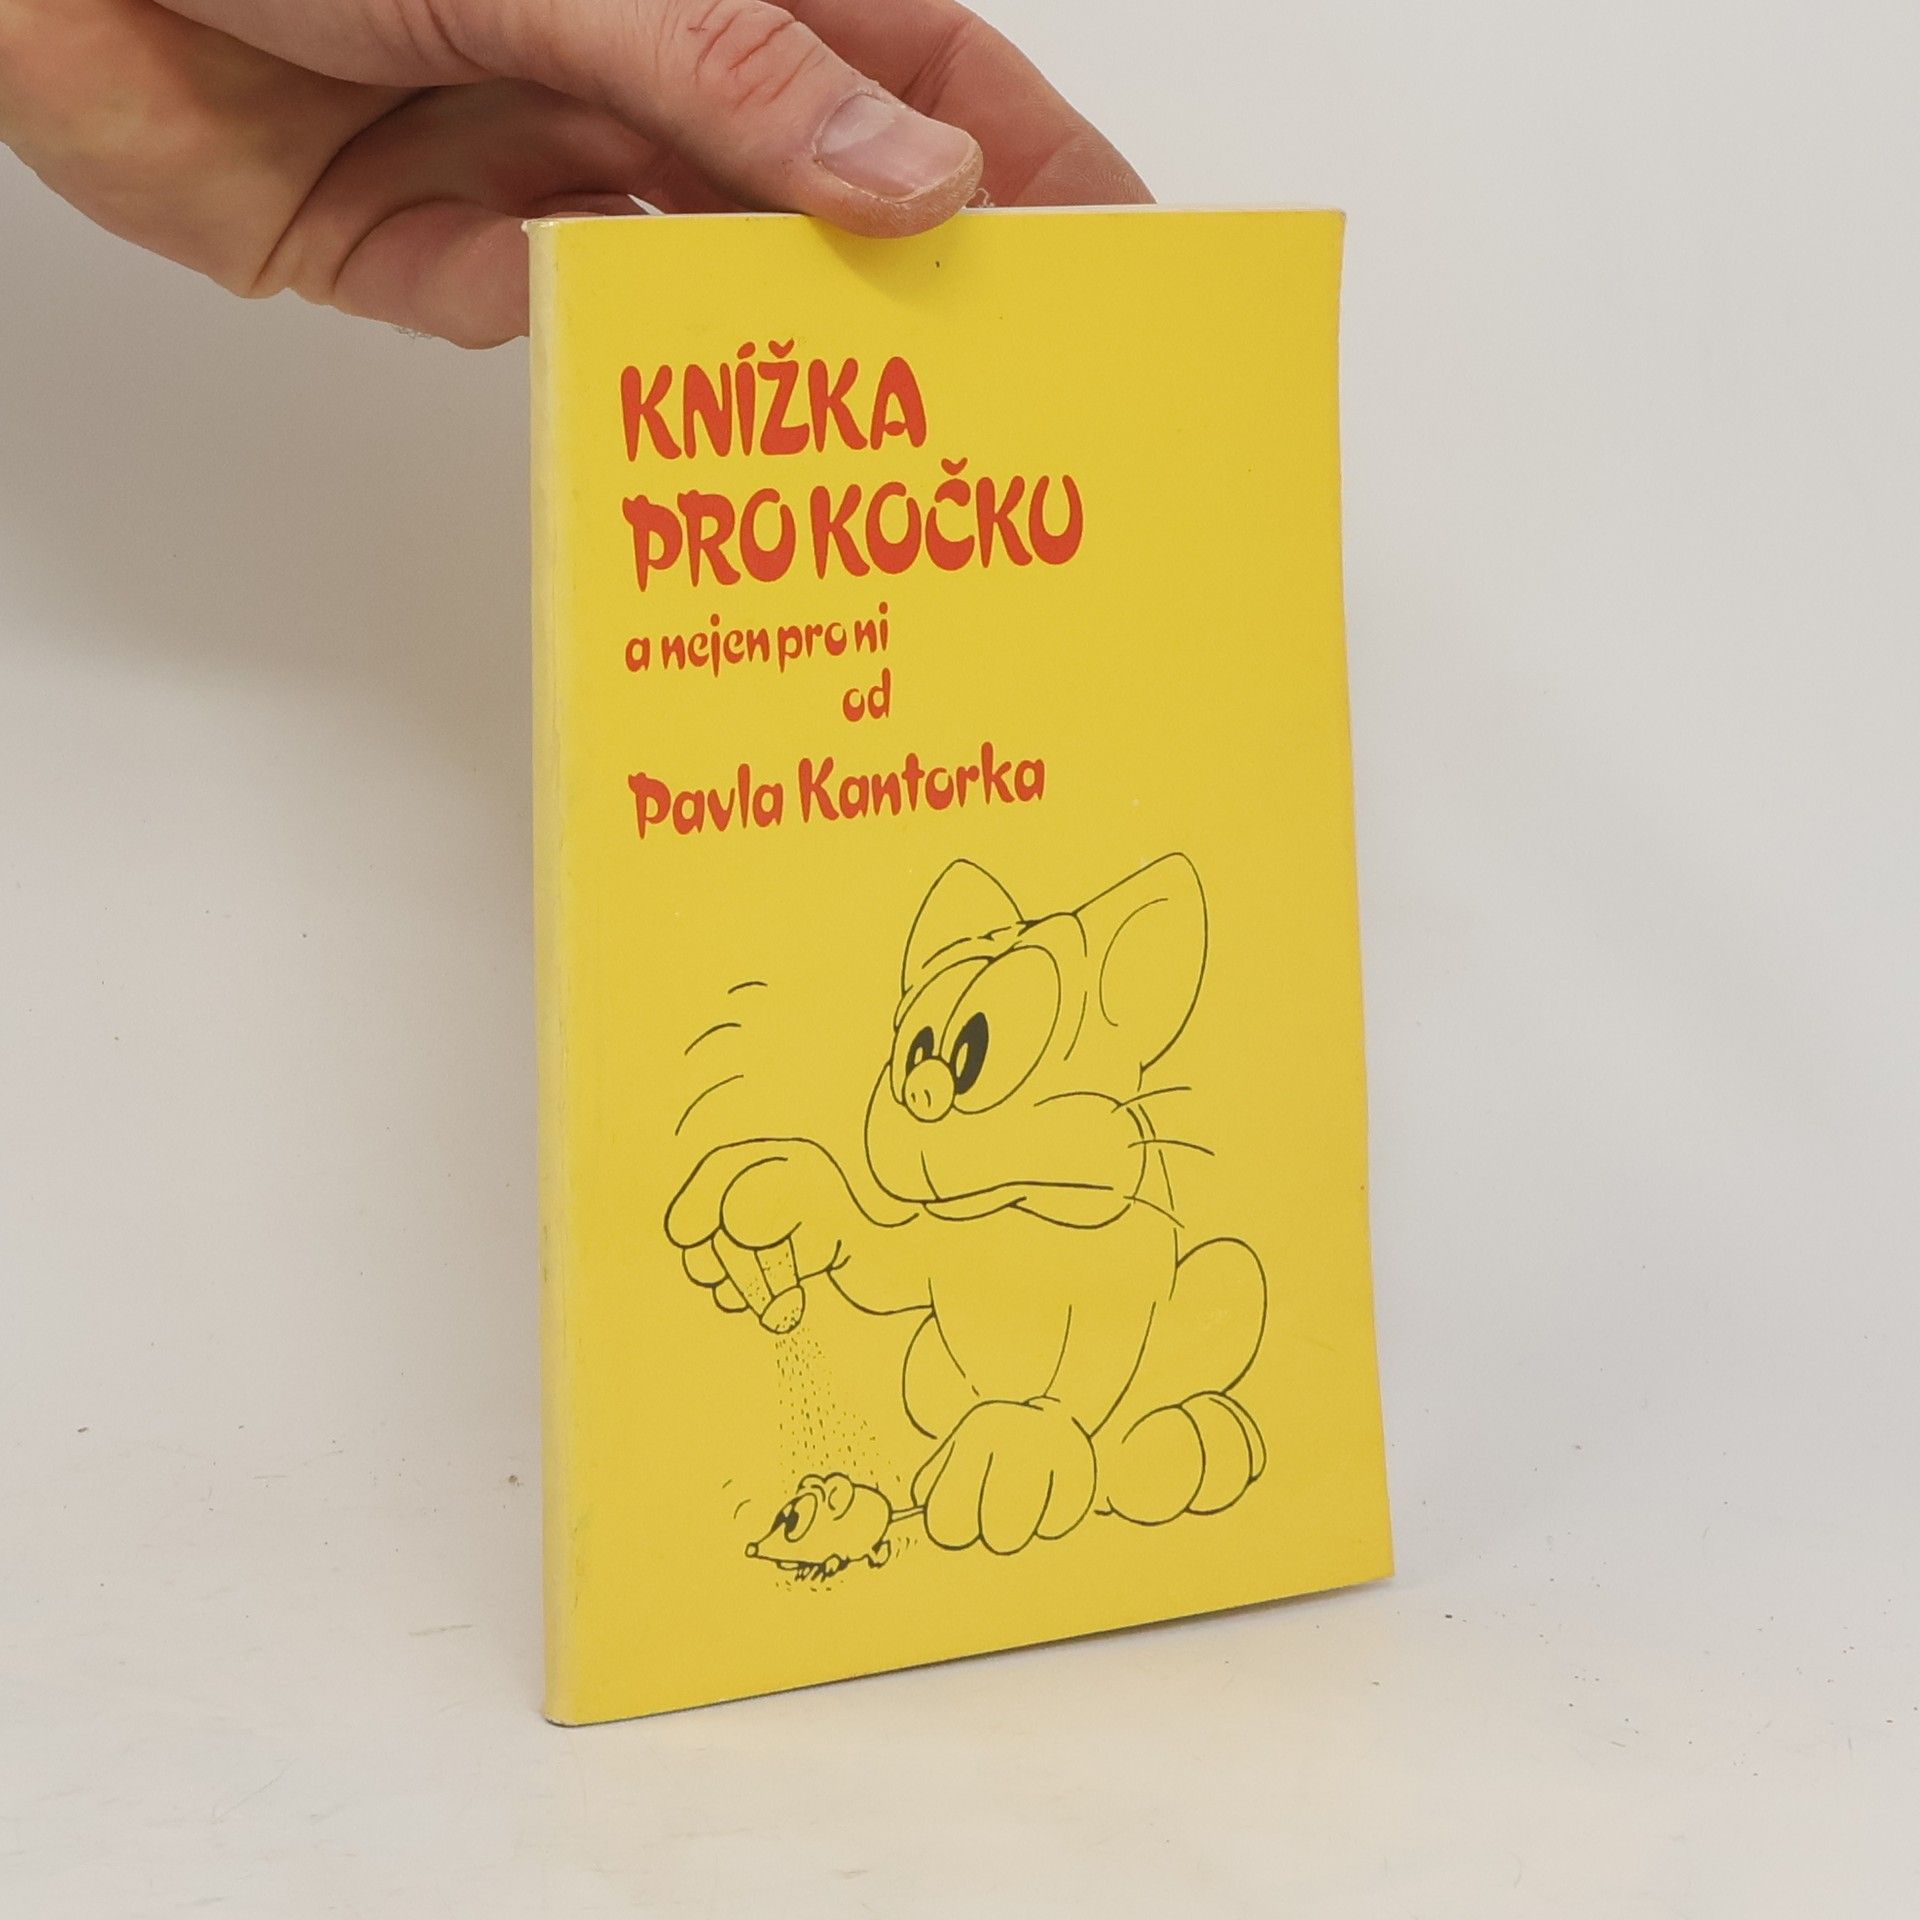 KNÍŽKA
PRO KOČKU
a nejen pro ni
od
Pavla Kantorka